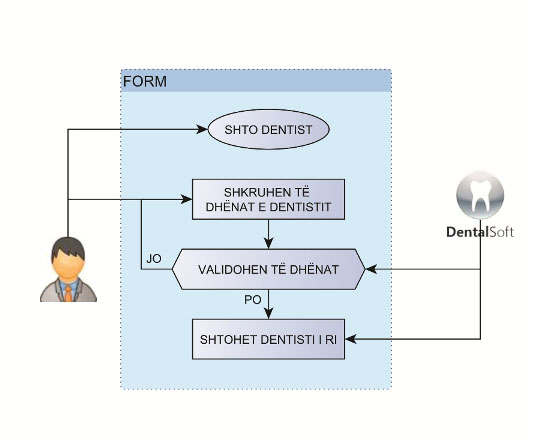 FORM
SHTO DENTIST
SHKRUHEN TË
DHËNAT E DENTISTIT
DentalSoft
JO
VALIDOHEN TË DHËNAT
PO
SHTOHET DENTISTI I RI